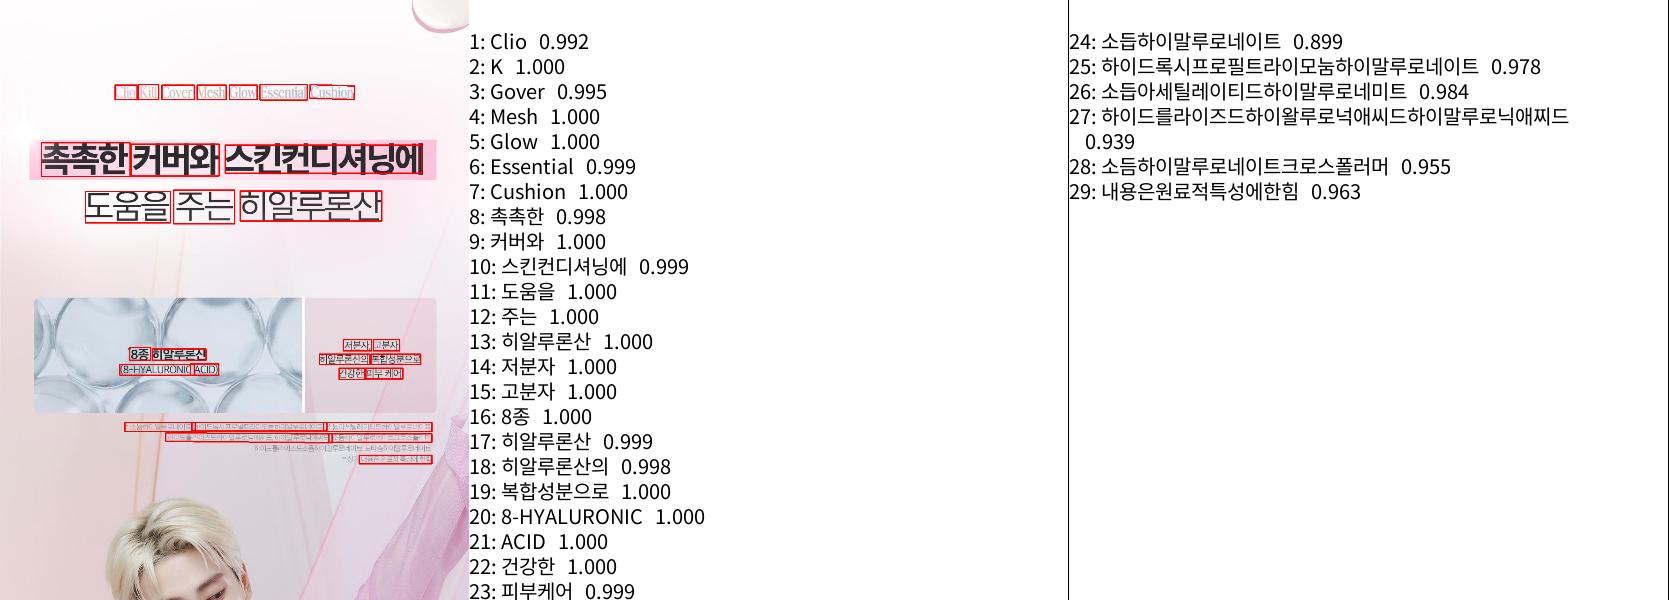 Clio Kill Cover Mesh Glow Essential Cushion
촉촉한 커버와 스킨컨디셔닝에
도움을 주는 히알루론산
8종 히알루론산
(8-HYALURONIC ACID)
저분자, 고분자
히알루론산의 복합성분으로
건강한 피부 케어
1: Clio 0.992
2: K 1.000
3: Gover 0.995
4: Mesh 1.000
5: Glow 1.000
6: Essential 0.999
7: Cushion 1.000
8: 촉촉한 0.998
9: 커버와 1.000
10: 스킨컨디셔닝에 0.999
11: 도움을 1.000
12: 주는 1.000
13: 히알루론산 1.000
14: 저분자 1.000
15: 고분자 1.000
16: 8종 1.000
17: 히알루론산 0.999
18: 히알루론산의 0.998
19: 복합성분으로 1.000
20: 8-HYALURONIC 1.000
21: ACID 1.000
22: 건강한 1.000
23: 피부케어 0.999
24: 소듭하이말루로네이트 0.899
25: 하이드록시프로필트라이모눔하이말루로네이트 0.978
26: 소듭아세틸레이티드하이말루로네미트 0.984
27: 하이드를라이즈드하이왈루로넉애씨드하이말루로닉애찌드
0.939
28: 소듬하이말루로네이트크로스폴러머 0.955
29: 내용은원료적특성에한힘 0.963